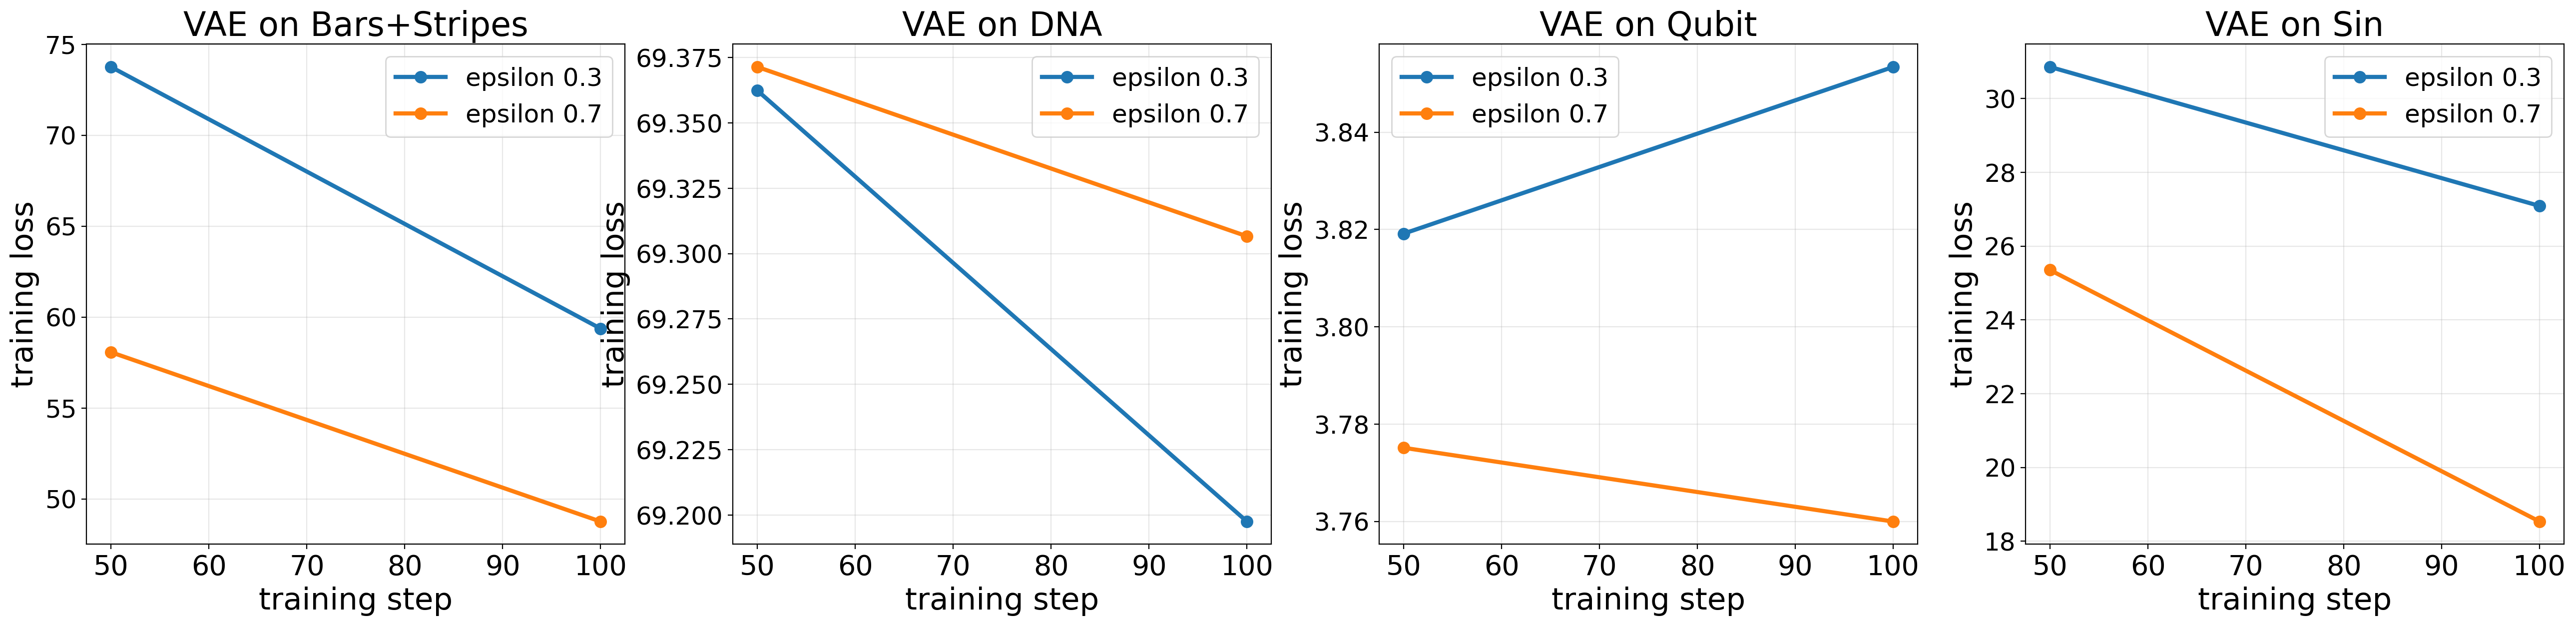 VAE on Bars+Stripes
75
70
65
60
55
50
training loss
50 60 70 80 90 100
training step
epsilon 0.3
epsilon 0.7
VAE on DNA
69.375
69.350
69.325
69.300
69.275
69.250
69.225
69.200
training loss
50 60 70 80 90 100
training step
epsilon 0.3
epsilon 0.7
VAE on Qubit
3.84
3.82
3.80
3.78
3.76
training loss
50 60 70 80 90 100
training step
epsilon 0.3
epsilon 0.7
VAE on Sin
30
28
26
24
22
20
18
training loss
50 60 70 80 90 100
training step
epsilon 0.3
epsilon 0.7